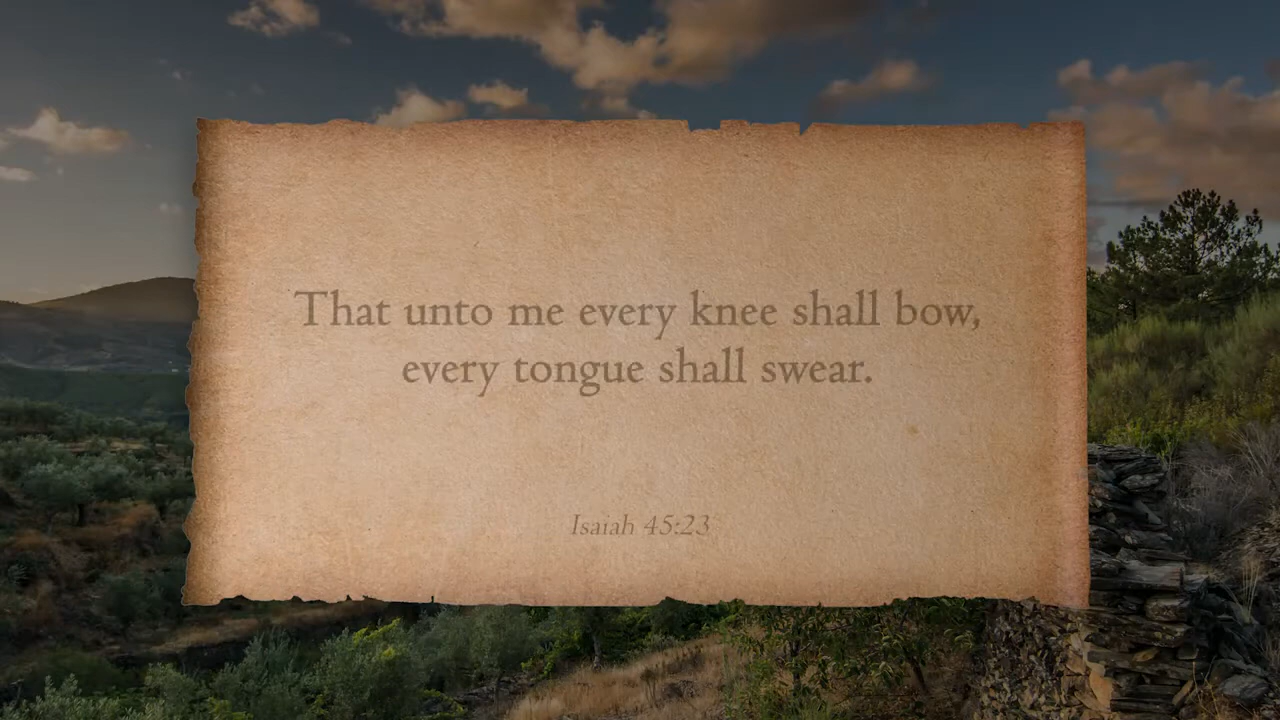 That unto me every knee shall bow,
every tongue shall swear.
Isaiah 45:23